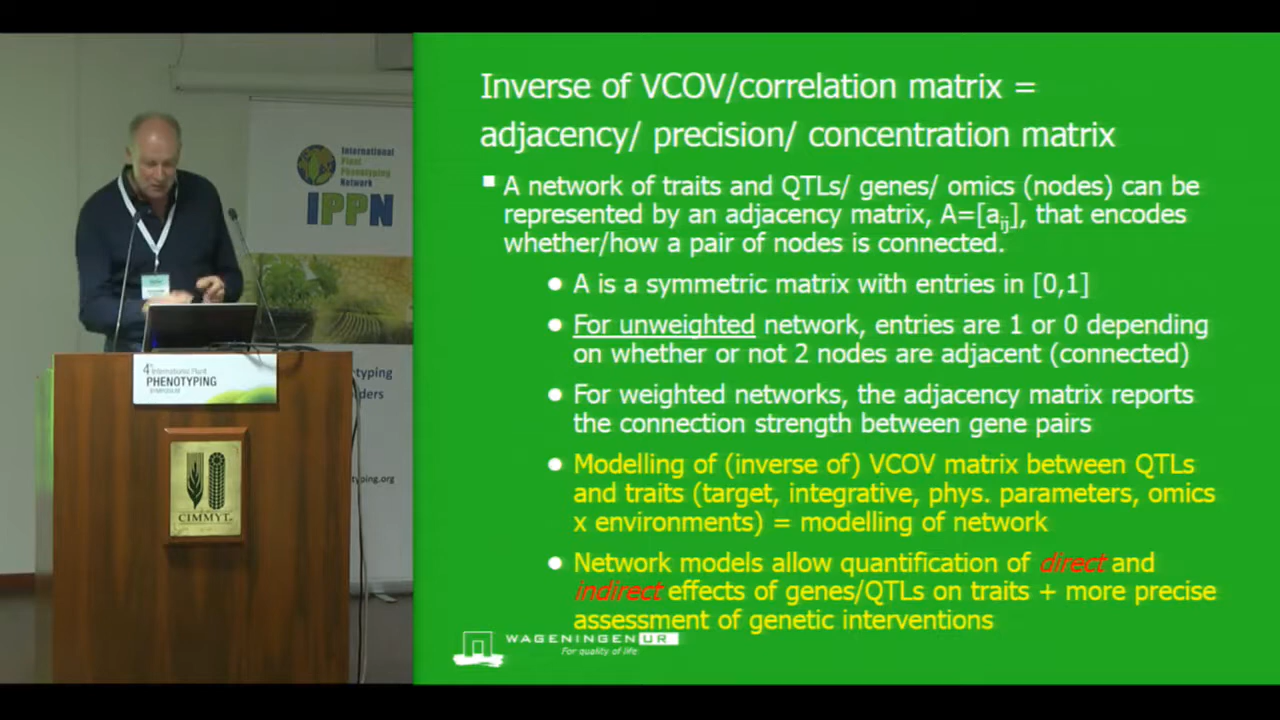 Inverse of VCOV/correlation matrix =
adjacency/ precision/ concentration matrix
A network of traits and QTLs/ genes/ omics (nodes) can be
represented by an adjacency matrix, A=[aij], that encodes
whether/how a pair of nodes is connected.
A is a symmetric matrix with entries in [0,1]
For unweighted network, entries are 1 or 0 depending
on whether or not 2 nodes are adjacent (connected)
For weighted networks, the adjacency matrix reports
the connection strength between gene pairs
Modelling of (inverse of) VCOV matrix between QTLs
and traits (target, integrative, phys. parameters, omics
x environments) = modelling of network
Network models allow quantification of direct and
indirect effects of genes/QTLs on traits + more precise
assessment of genetic interventions
WAGENINGEN UR
For quality of life
International
Plant
Phenotyping
Network
IPPN
4th International Plant
PHENOTYPING
SYMPOSIUM
CIMMYT